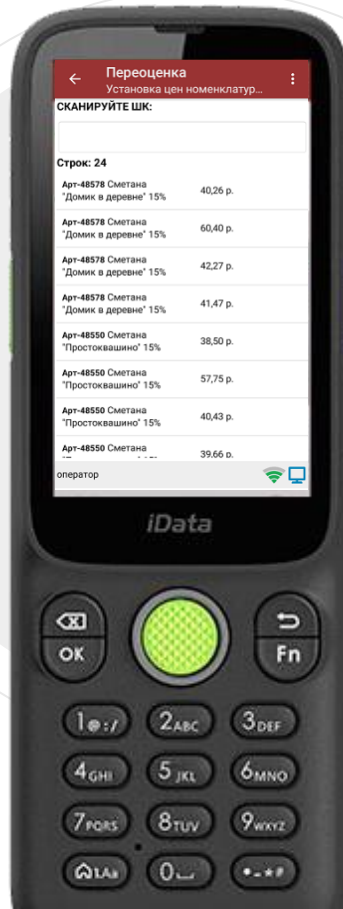 Переоценка
Установка цен номенклатур...
СКАНИРУЙТЕ ШК:
Строк: 24
Арт-48578 Сметана
"Домик в деревне" 15%
40,26 р.
Арт-48578 Сметана
"Домик в деревне" 15%
60,40 р.
Арт-48578 Сметана
"Домик в деревне" 15%
42,27 р.
Арт-48578 Сметана
"Домик в деревне" 15%
41,47 р.
Арт-48550 Сметана
"Простоквашино" 15%
38,50 р.
Арт-48550 Сметана
"Простоквашино" 15%
57,75 р.
Арт-48550 Сметана
"Простоквашино" 15%
40,43 р.
Арт-48550 Сметана
39,66 р.
оператор
iData
OK
Fn
1@:/ 2ABC 3DEF
4GHI 5JKL 6MNO
7PQRS 8TUV 9WXYZ
1Aa 0 •-*#